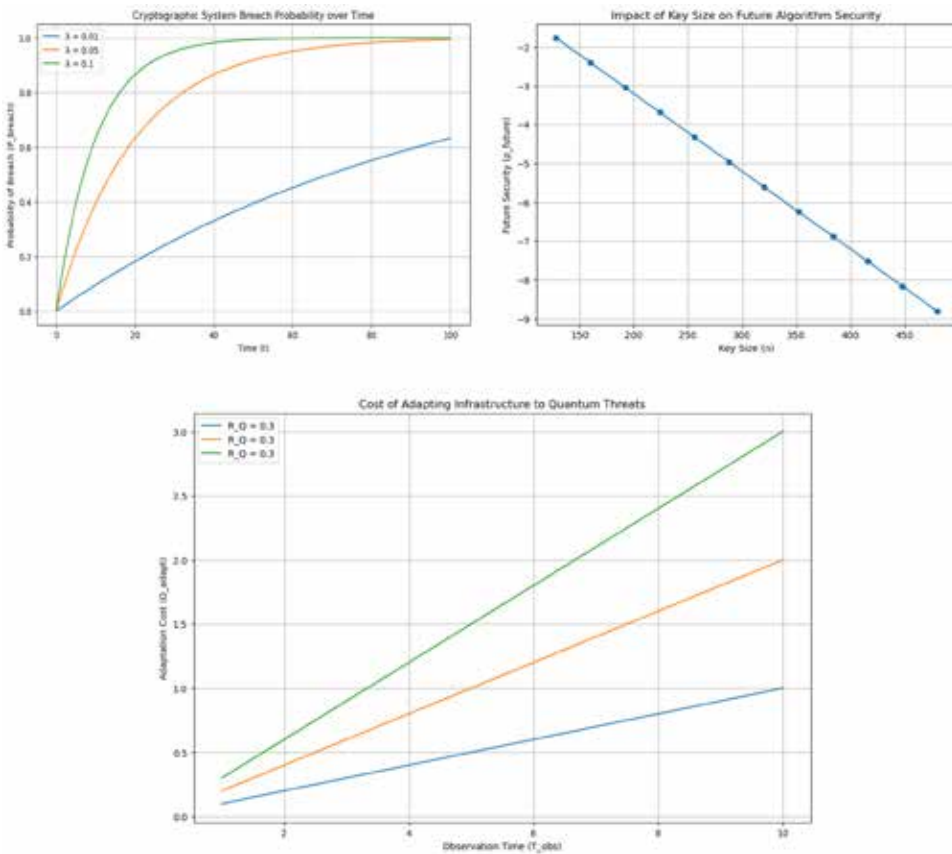 Cryptographic System Breach Probability over Time
λ = 0.01
λ = 0.05
λ = 0.1
1.0
0.8
0.6
0.4
0.2
0.0
Probability of Breach (P_breach)
0 20 40 60 80 100
Time (t)
Impact of Key Size on Future Algorithm Security
−2
−3
−4
−5
−6
−7
−8
−9
Future Security (ρ_future)
150 200 250 300 350 400 450
Key Size (n)
Cost of Adapting Infrastructure to Quantum Threats
R_Q = 0.3
R_Q = 0.3
R_Q = 0.3
3.0
2.5
2.0
1.5
1.0
0.5
0.0
Adaptation Cost
2 4 6 8 10
Observation Time (T_obs)